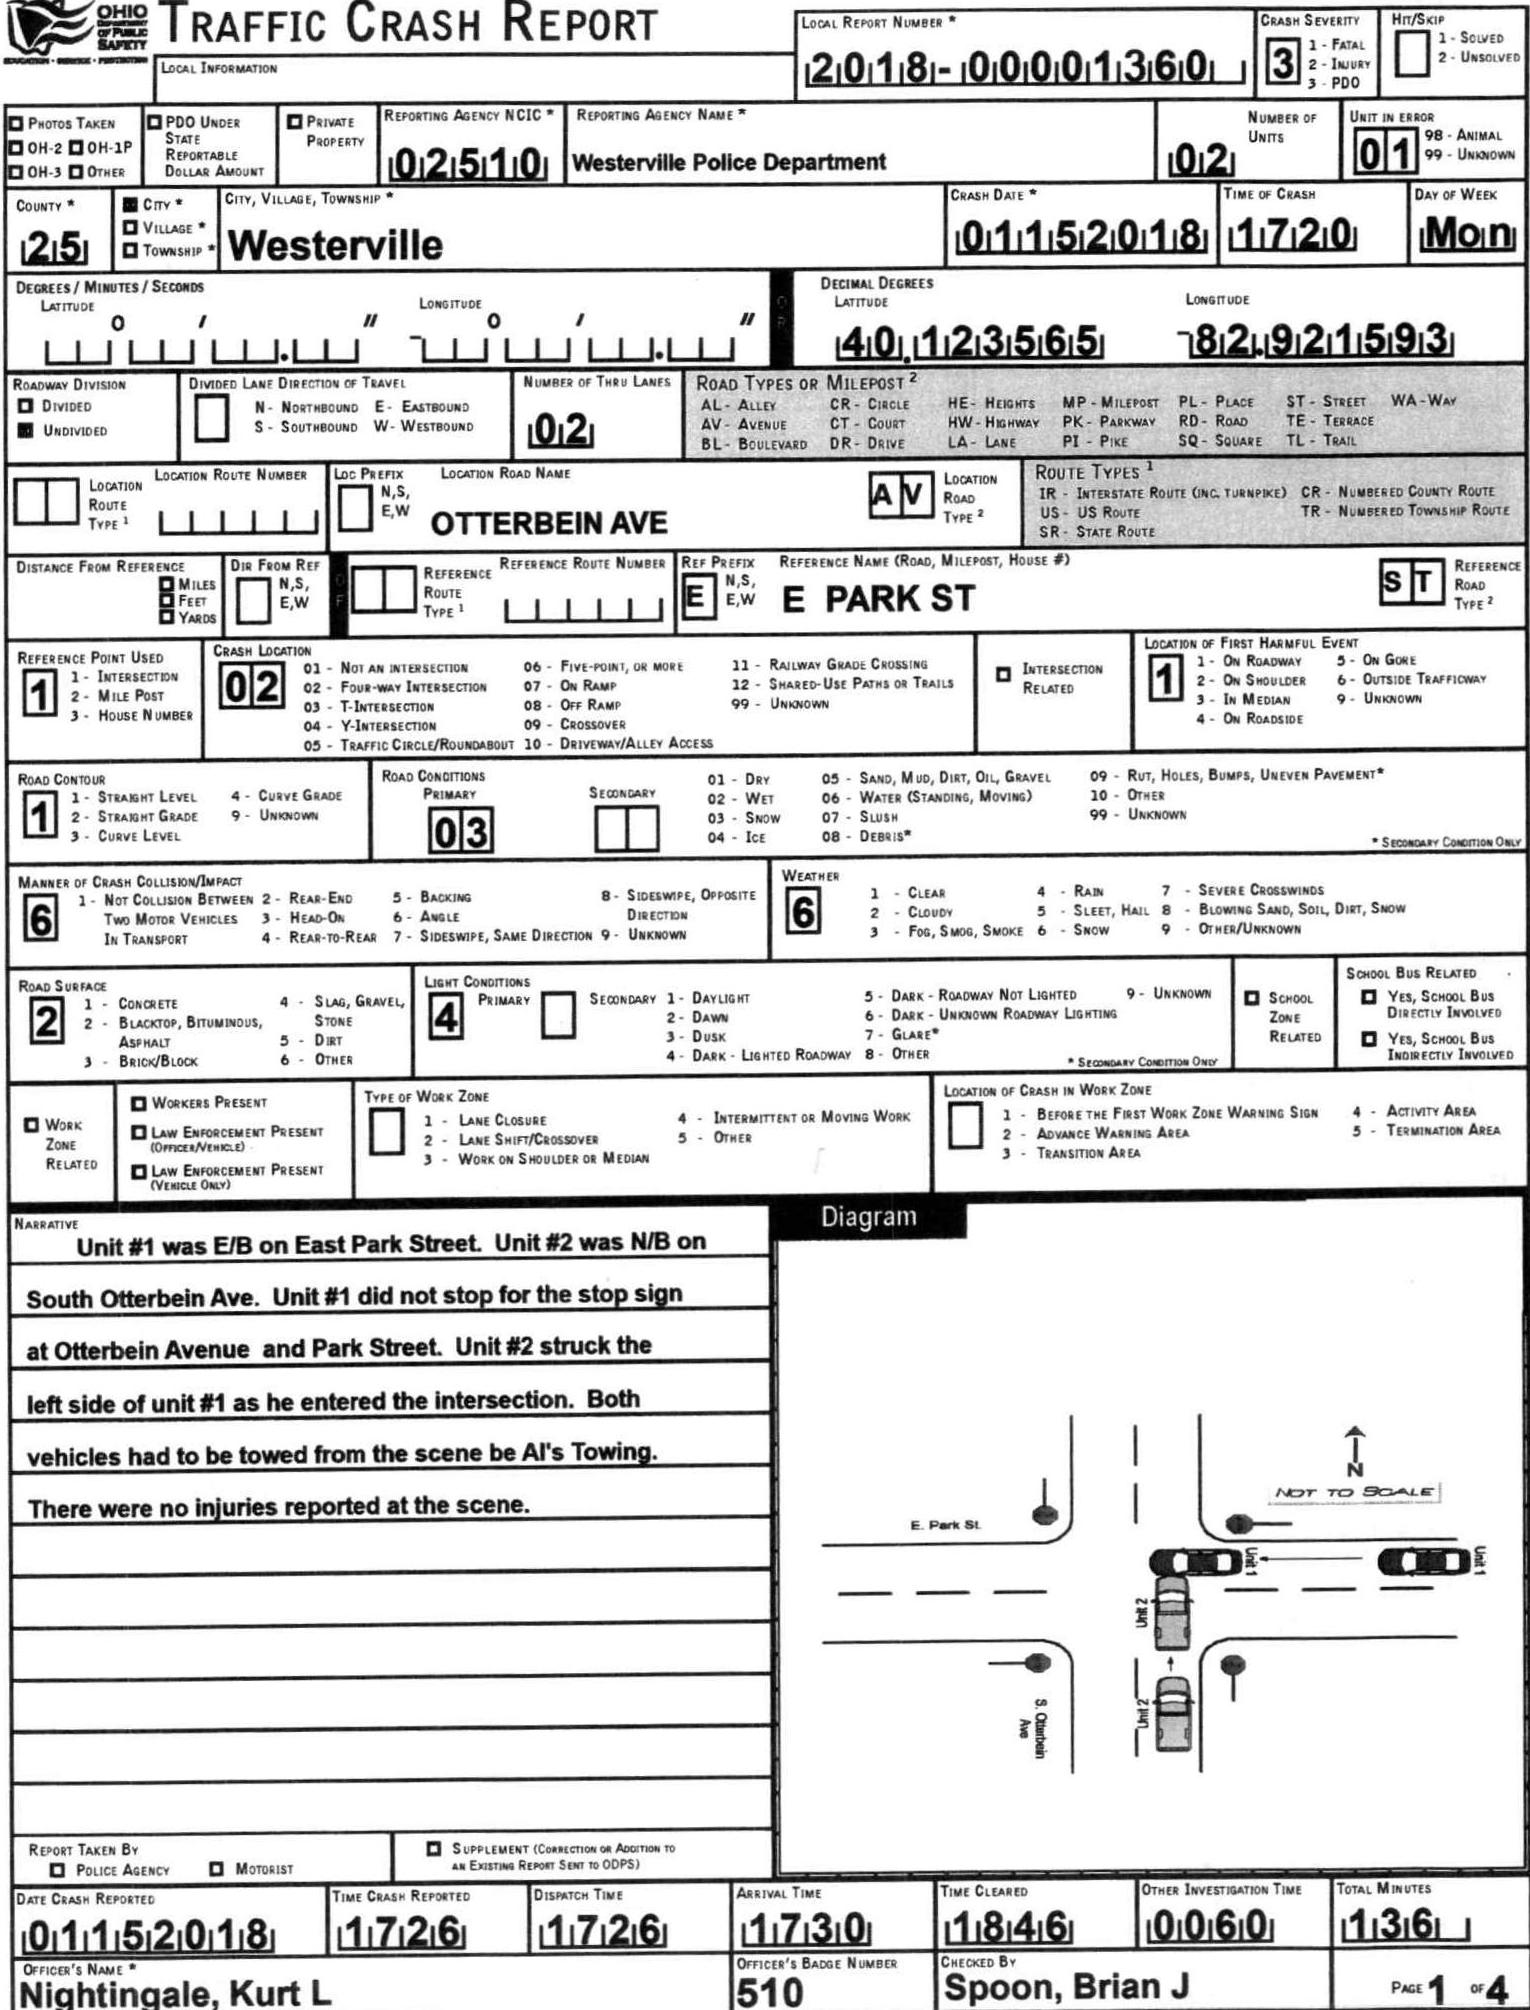 OHIO
DEPARTMENT
OF PUBLIC
SAFETY
EDUCATION - SERVICE - PROTECTION
TRAFFIC CRASH REPORT
LOCAL INFORMATION
LOCAL REPORT NUMBER *
2018-00001360
CRASH SEVERITY
3
1 - FATAL
2 - INJURY
3 - PDO
HIT/SKIP
1 - SOLVED
2 - UNSOLVED
PHOTOS TAKEN
OH-2 OH-1P
OH-3 OTHER
PDO UNDER
STATE
REPORTABLE
DOLLAR AMOUNT
PRIVATE
PROPERTY
REPORTING AGENCY NCIC *
02510
REPORTING AGENCY NAME *
Westerville Police Department
NUMBER OF
UNITS
02
UNIT IN ERROR
01
98 - ANIMAL
99 - UNKNOWN
COUNTY *
25
CITY *
VILLAGE *
TOWNSHIP *
CITY, VILLAGE, TOWNSHIP *
Westerville
CRASH DATE *
01152018
TIME OF CRASH
1720
DAY OF WEEK
Mon
DEGREES / MINUTES / SECONDS
LATITUDE
LONGITUDE
DECIMAL DEGREES
LATITUDE
40.123565
LONGITUDE
-82.921593
ROADWAY DIVISION
DIVIDED
UNDIVIDED
DIVIDED LANE DIRECTION OF TRAVEL
N - NORTHBOUND E - EASTBOUND
S - SOUTHBOUND W - WESTBOUND
NUMBER OF THRU LANES
02
ROAD TYPES OR MILEPOST 2
AL - ALLEY CR - CIRCLE HE - HEIGHTS MP - MILEPOST PL - PLACE ST - STREET WA - WAY
AV - AVENUE CT - COURT HW - HIGHWAY PK - PARKWAY RD - ROAD TE - TERRACE
BL - BOULEVARD DR - DRIVE LA - LANE PI - PIKE SQ - SQUARE TL - TRAIL
LOCATION
ROUTE
TYPE 1
LOCATION ROUTE NUMBER
LOC PREFIX
N,S,
E,W
LOCATION ROAD NAME
OTTERBEIN AVE
AV
LOCATION
ROAD
TYPE 2
ROUTE TYPES 1
IR - INTERSTATE ROUTE (INC. TURNPIKE) CR - NUMBERED COUNTY ROUTE
US - US ROUTE TR - NUMBERED TOWNSHIP ROUTE
SR - STATE ROUTE
DISTANCE FROM REFERENCE
MILES
FEET
YARDS
DIR FROM REF
N,S,
E,W
REFERENCE
ROUTE
TYPE 1
REFERENCE ROUTE NUMBER
REF PREFIX
E
N,S,
E,W
REFERENCE NAME (ROAD, MILEPOST, HOUSE #)
E PARK ST
ST
REFERENCE
ROAD
TYPE 2
REFERENCE POINT USED
1
1 - INTERSECTION
2 - MILE POST
3 - HOUSE NUMBER
CRASH LOCATION
02
01 - NOT AN INTERSECTION 06 - FIVE-POINT, OR MORE 11 - RAILWAY GRADE CROSSING
02 - FOUR-WAY INTERSECTION 07 - ON RAMP 12 - SHARED-USE PATHS OR TRAILS
03 - T-INTERSECTION 08 - OFF RAMP 99 - UNKNOWN
04 - Y-INTERSECTION 09 - CROSSOVER
05 - TRAFFIC CIRCLE/ROUNDABOUT 10 - DRIVEWAY/ALLEY ACCESS
INTERSECTION
RELATED
LOCATION OF FIRST HARMFUL EVENT
1
1 - ON ROADWAY 5 - ON GORE
2 - ON SHOULDER 6 - OUTSIDE TRAFFICWAY
3 - IN MEDIAN 9 - UNKNOWN
4 - ON ROADSIDE
ROAD CONTOUR
1
1 - STRAIGHT LEVEL 4 - CURVE GRADE
2 - STRAIGHT GRADE 9 - UNKNOWN
3 - CURVE LEVEL
ROAD CONDITIONS
PRIMARY
03
SECONDARY
01 - DRY 05 - SAND, MUD, DIRT, OIL, GRAVEL 09 - RUT, HOLES, BUMPS, UNEVEN PAVEMENT*
02 - WET 06 - WATER (STANDING, MOVING) 10 - OTHER
03 - SNOW 07 - SLUSH 99 - UNKNOWN
04 - ICE 08 - DEBRIS*
* SECONDARY CONDITION ONLY
MANNER OF CRASH COLLISION/IMPACT
6
1 - NOT COLLISION BETWEEN 2 - REAR-END 5 - BACKING 8 - SIDESWIPE, OPPOSITE
TWO MOTOR VEHICLES 3 - HEAD-ON 6 - ANGLE DIRECTION
IN TRANSPORT 4 - REAR-TO-REAR 7 - SIDESWIPE, SAME DIRECTION 9 - UNKNOWN
WEATHER
6
1 - CLEAR 4 - RAIN 7 - SEVERE CROSSWINDS
2 - CLOUDY 5 - SLEET, HAIL 8 - BLOWING SAND, SOIL, DIRT, SNOW
3 - FOG, SMOG, SMOKE 6 - SNOW 9 - OTHER/UNKNOWN
ROAD SURFACE
2
1 - CONCRETE 4 - SLAG, GRAVEL,
2 - BLACKTOP, BITUMINOUS, STONE
ASPHALT 5 - DIRT
3 - BRICK/BLOCK 6 - OTHER
LIGHT CONDITIONS
4
PRIMARY
SECONDARY
1 - DAYLIGHT 5 - DARK - ROADWAY NOT LIGHTED 9 - UNKNOWN
2 - DAWN 6 - DARK - UNKNOWN ROADWAY LIGHTING
3 - DUSK 7 - GLARE*
4 - DARK - LIGHTED ROADWAY 8 - OTHER
* SECONDARY CONDITION ONLY
SCHOOL
ZONE
RELATED
SCHOOL BUS RELATED
YES, SCHOOL BUS
DIRECTLY INVOLVED
YES, SCHOOL BUS
INDIRECTLY INVOLVED
WORK
ZONE
RELATED
WORKERS PRESENT
LAW ENFORCEMENT PRESENT
(OFFICER/VEHICLE)
LAW ENFORCEMENT PRESENT
(VEHICLE ONLY)
TYPE OF WORK ZONE
1 - LANE CLOSURE 4 - INTERMITTENT OR MOVING WORK
2 - LANE SHIFT/CROSSOVER 5 - OTHER
3 - WORK ON SHOULDER OR MEDIAN
LOCATION OF CRASH IN WORK ZONE
1 - BEFORE THE FIRST WORK ZONE WARNING SIGN 4 - ACTIVITY AREA
2 - ADVANCE WARNING AREA 5 - TERMINATION AREA
3 - TRANSITION AREA
NARRATIVE
Unit #1 was E/B on East Park Street. Unit #2 was N/B on
South Otterbein Ave. Unit #1 did not stop for the stop sign
at Otterbein Avenue and Park Street. Unit #2 struck the
left side of unit #1 as he entered the intersection. Both
vehicles had to be towed from the scene be Al's Towing.
There were no injuries reported at the scene.
Diagram
N
NOT TO SCALE
E. Park St.
Unit 1
Unit 1
Unit 2
Unit 2
S. Otterbein
Ave
REPORT TAKEN BY
POLICE AGENCY MOTORIST
SUPPLEMENT (CORRECTION OR ADDITION TO
AN EXISTING REPORT SENT TO ODPS)
DATE CRASH REPORTED
01152018
TIME CRASH REPORTED
1726
DISPATCH TIME
1726
ARRIVAL TIME
1730
TIME CLEARED
1846
OTHER INVESTIGATION TIME
0060
TOTAL MINUTES
136
OFFICER'S NAME *
Nightingale, Kurt L
OFFICER'S BADGE NUMBER
510
CHECKED BY
Spoon, Brian J
PAGE 1 OF 4